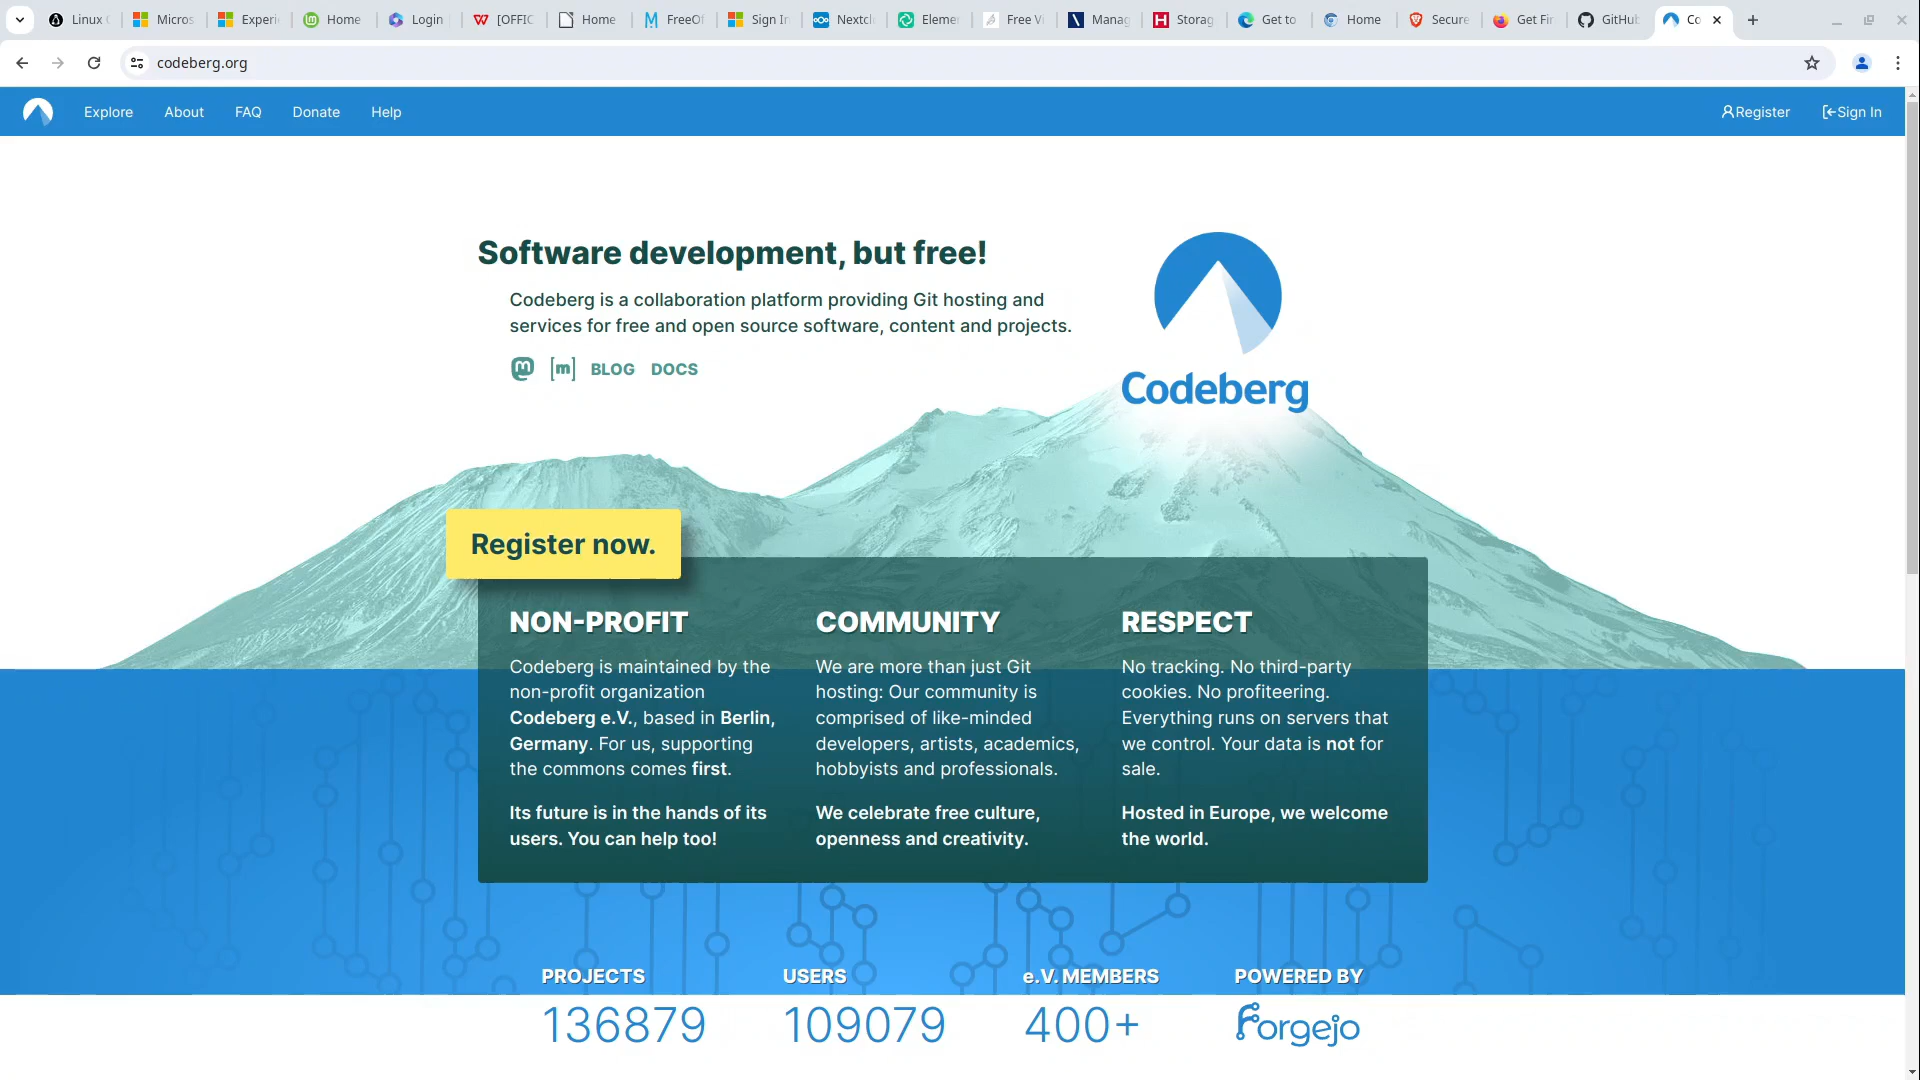 Linux
Micros
Experi
Home
Login
[OFFIC
Home
FreeOf
Sign In
Nextcl
Elemen
Free Vi
Manag
Storag
Get to
Home
Secure
Get Fir
GitHub
Co
codeberg.org
Explore
About
FAQ
Donate
Help
Register
Sign In
Software development, but free!
Codeberg is a collaboration platform providing Git hosting and
services for free and open source software, content and projects.
[m] BLOG DOCS
Codeberg
Register now.
NON-PROFIT
Codeberg is maintained by the
non-profit organization
Codeberg e.V., based in Berlin,
Germany. For us, supporting
the commons comes first.
Its future is in the hands of its
users. You can help too!
COMMUNITY
We are more than just Git
hosting: Our community is
comprised of like-minded
developers, artists, academics,
hobbyists and professionals.
We celebrate free culture,
openness and creativity.
RESPECT
No tracking. No third-party
cookies. No profiteering.
Everything runs on servers that
we control. Your data is not for
sale.
Hosted in Europe, we welcome
the world.
PROJECTS
136879
USERS
109079
e.V. MEMBERS
400+
POWERED BY
Forgejo